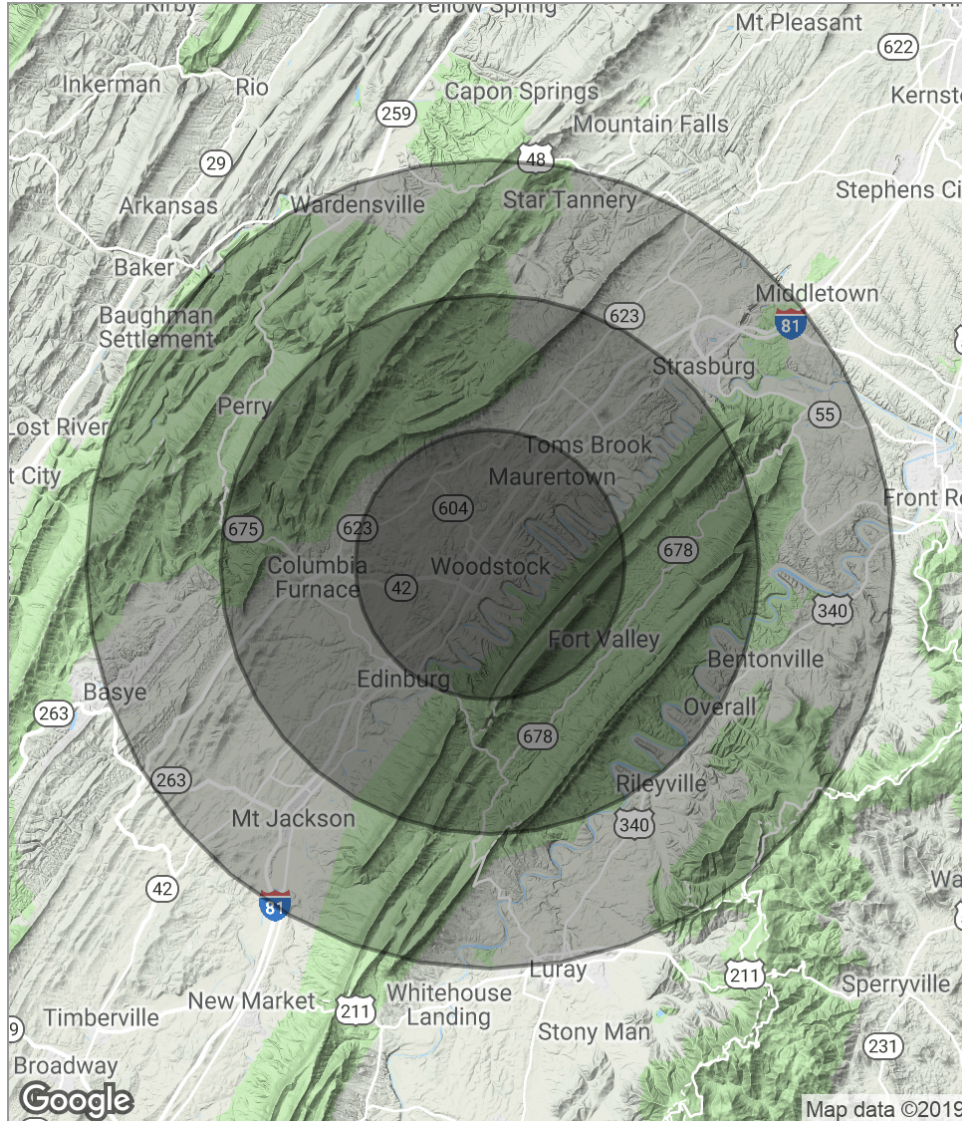 Kirby
Yellow Spring
Mt Pleasant
622
Inkerman
Rio
Capon Springs
Kernst
259
Mountain Falls
29
48
Stephens Ci
Arkansas
Wardensville
Star Tannery
Baker
Middletown
Baughman
Settlement
623
81
Strasburg
Perry
55
Lost River
Toms Brook
t City
Maurertown
Front Ro
604
675
623
678
Columbia
Furnace
Woodstock
42
340
Fort Valley
Bentonville
Edinburg
Basye
Overall
263
678
263
Rileyville
Mt Jackson
340
42
Wa
81
Luray
211
Sperryville
New Market
Whitehouse
Landing
211
Timberville
Stony Man
9
231
Broadway
Google
Map data ©2019